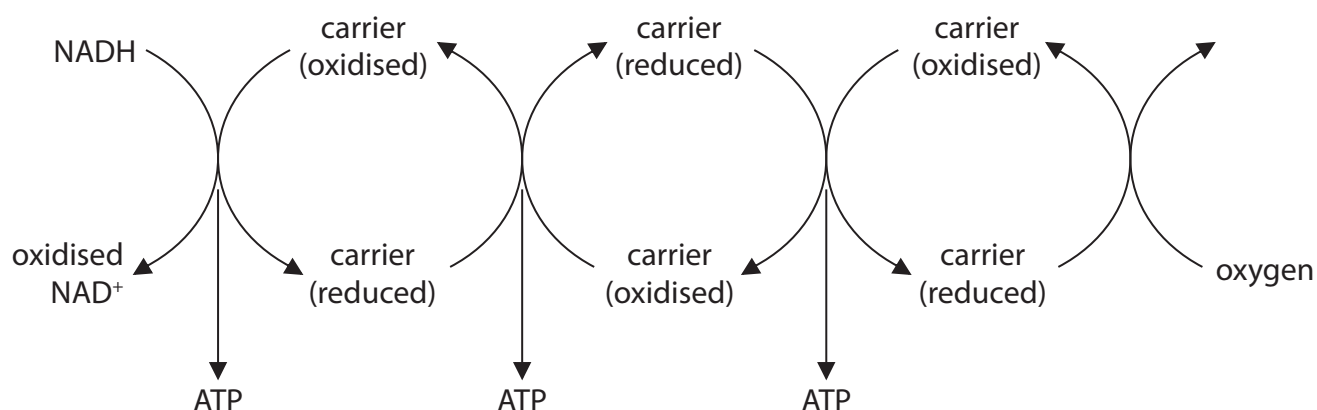 NADH
carrier
(oxidised)
carrier
(reduced)
carrier
(oxidised)
oxidised
NAD⁺
carrier
(reduced)
carrier
(oxidised)
carrier
(reduced)
oxygen
ATP
ATP
ATP